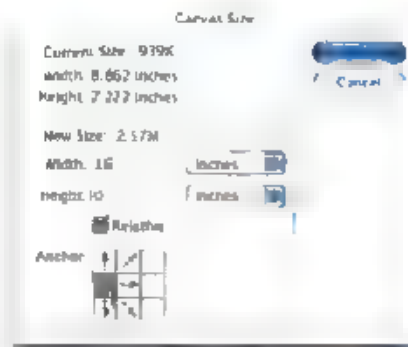 Canvas Size
Current Size: 939K
Width: 8.862 inches
Height: 7.222 inches
Cancel
New Size: 2.57M
Width: 16 inches
Height: 10 inches
Relative
Anchor